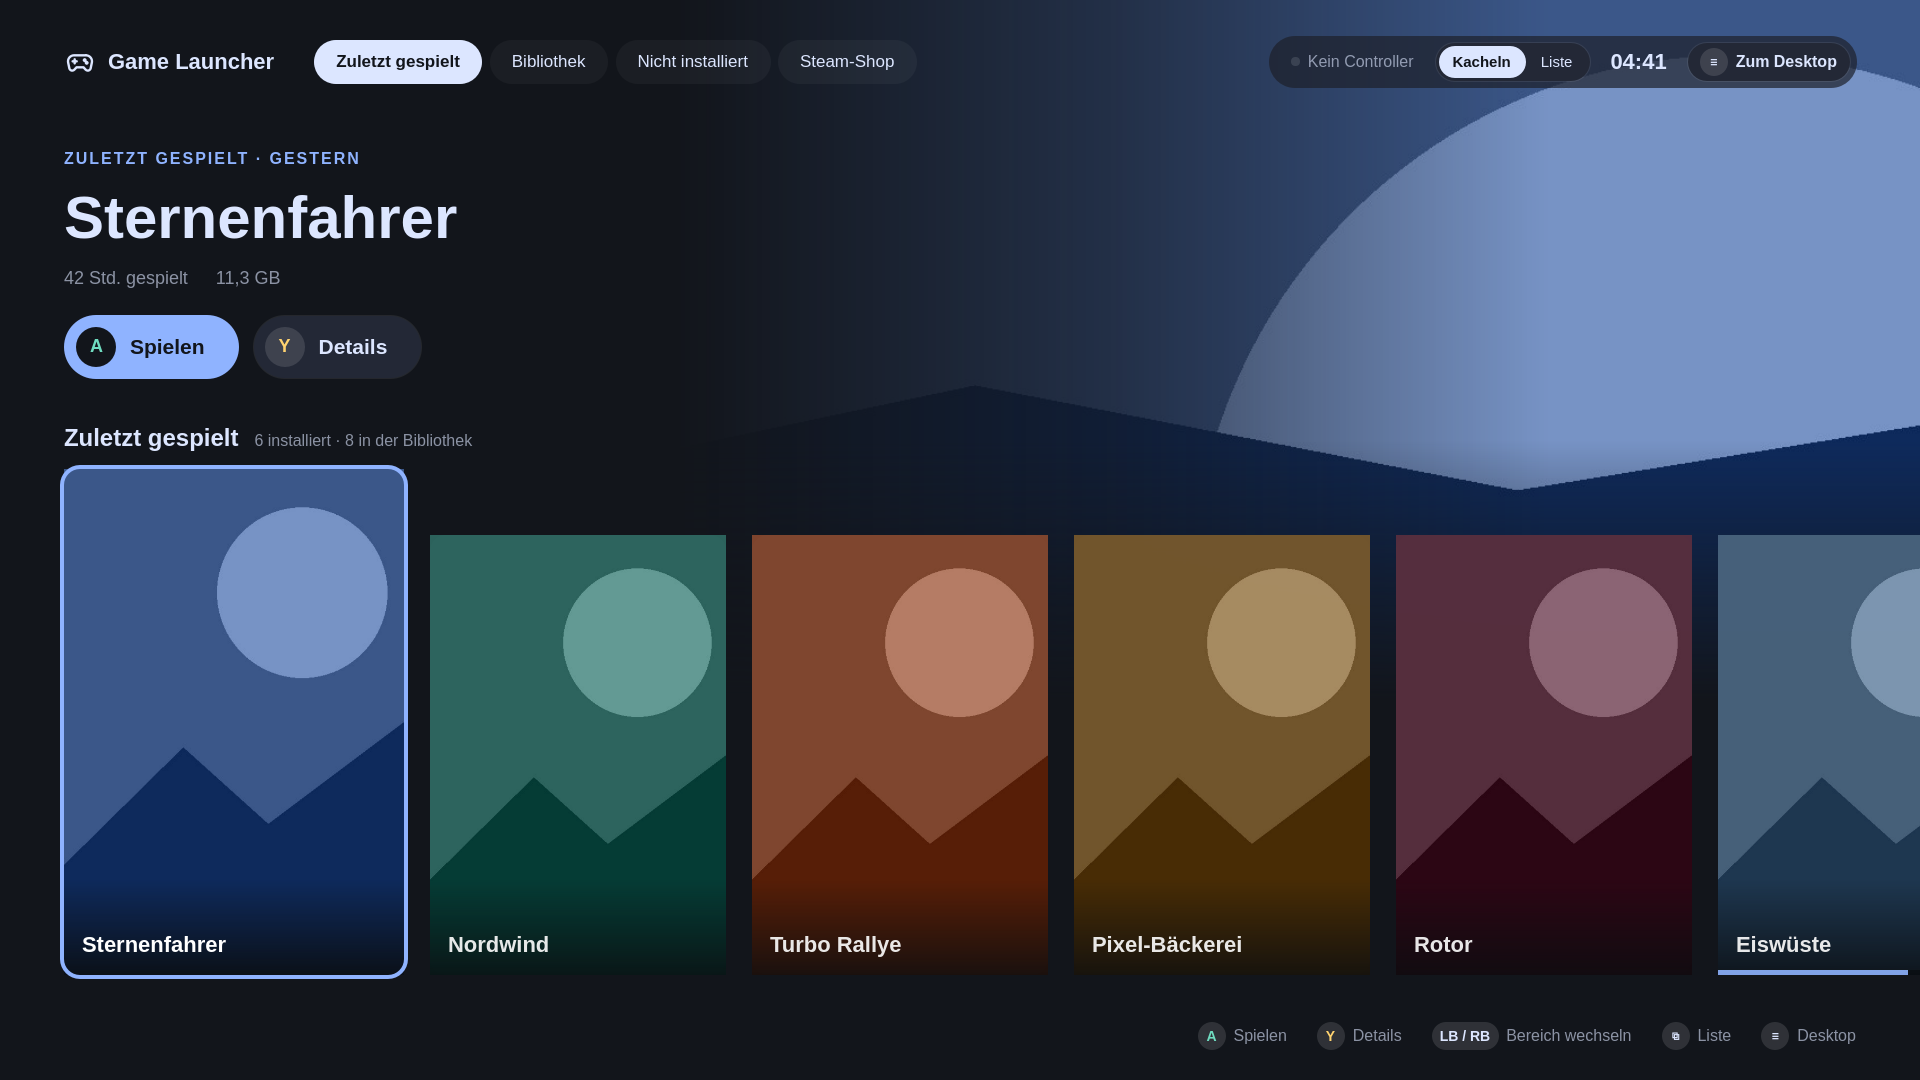 Game Launcher
Zuletzt gespielt
Bibliothek
Nicht installiert
Steam-Shop
Kein Controller
Kacheln
Liste
04:41
Zum Desktop
ZULETZT GESPIELT · GESTERN
Sternenfahrer
42 Std. gespielt
11,3 GB
A Spielen
Y Details
Zuletzt gespielt
6 installiert · 8 in der Bibliothek
Sternenfahrer
Nordwind
Turbo Rallye
Pixel-Bäckerei
Rotor
Eiswüste
A Spielen
Y Details
LB / RB Bereich wechseln
Liste
Desktop